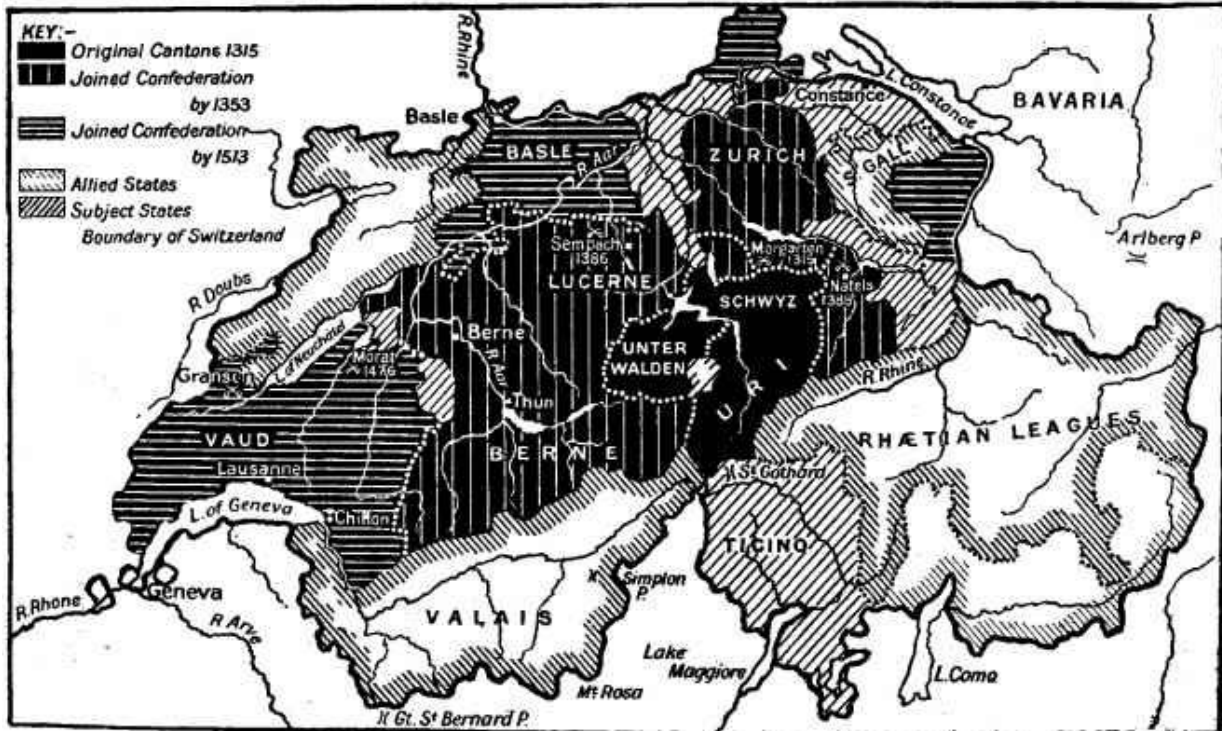 KEY:-
Original Cantons 1315
Joined Confederation
by 1353
Joined Confederation
by 1513
Allied States
Subject States
Boundary of Switzerland
R. Rhine
Basle
BASLE
R. Aar
Constance
L. Constance
BAVARIA
ZURICH
S. GALL
Arlberg P.
Sempach
1386
LUCERNE
Morgarten
1315
Näfels
1388
SCHWYZ
UNTER
WALDEN
URI
R. Doubs
L. of Neuchatel
Granson
Morat
1476
Berne
R. Aar
Thun
BERNE
VAUD
Lausanne
Chillon
L. of Geneva
Geneva
R. Rhone
R. Arve
VALAIS
Simplon
P.
Mt. Rosa
Gt. St Bernard P.
St Gothard
TICINO
Lake
Maggiore
L. Como
R. Rhine
RHÆTIAN LEAGUES